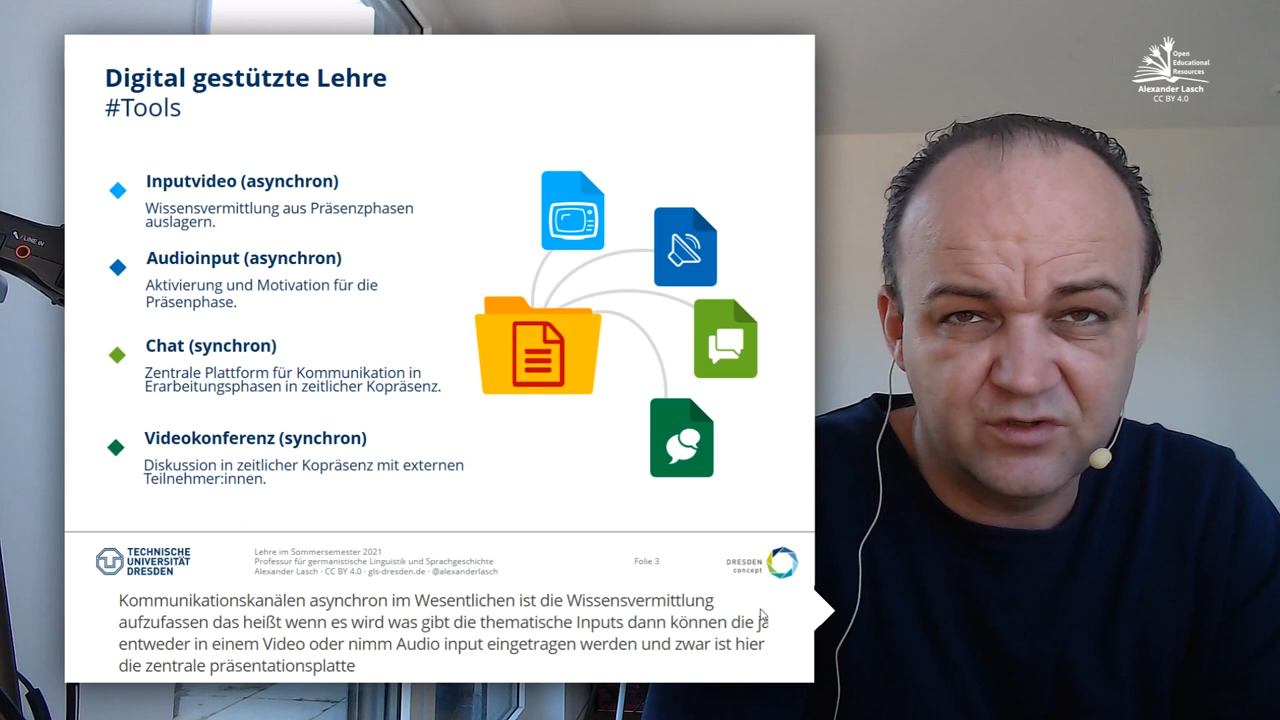 Digital gestützte Lehre
#Tools
Inputvideo (asynchron)
Wissensvermittlung aus Präsenzphasen
auslagern.
Audioinput (asynchron)
Aktivierung und Motivation für die
Präsenphase.
Chat (synchron)
Zentrale Plattform für Kommunikation in
Erarbeitungsphasen in zeitlicher Kopräsenz.
Videokonferenz (synchron)
Diskussion in zeitlicher Kopräsenz mit externen
Teilnehmer:innen.
TECHNISCHE
UNIVERSITÄT
DRESDEN
Lehre im Sommersemester 2021
Professur für germanistische Linguistik und Sprachgeschichte
Alexander Lasch · CC BY 4.0 · gls-dresden.de · @alexanderlasch
Folie 3
DRESDEN
concept
Kommunikationskanälen asynchron im Wesentlichen ist die Wissensvermittlung
aufzufassen das heißt wenn es wird was gibt die thematische Inputs dann können die ja
entweder in einem Video oder nimm Audio input eingetragen werden und zwar ist hier
die zentrale präsentationsplatte
Open
Educational
Resources
Alexander Lasch
CC BY 4.0
LINE IN